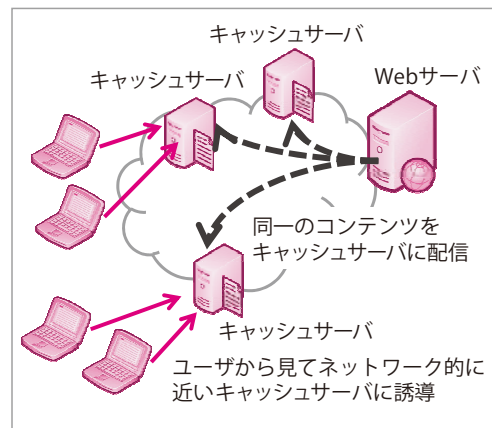 キャッシュサーバ
キャッシュサーバ
Webサーバ
同一のコンテンツを
キャッシュサーバに配信
キャッシュサーバ
ユーザから見てネットワーク的に
近いキャッシュサーバに誘導